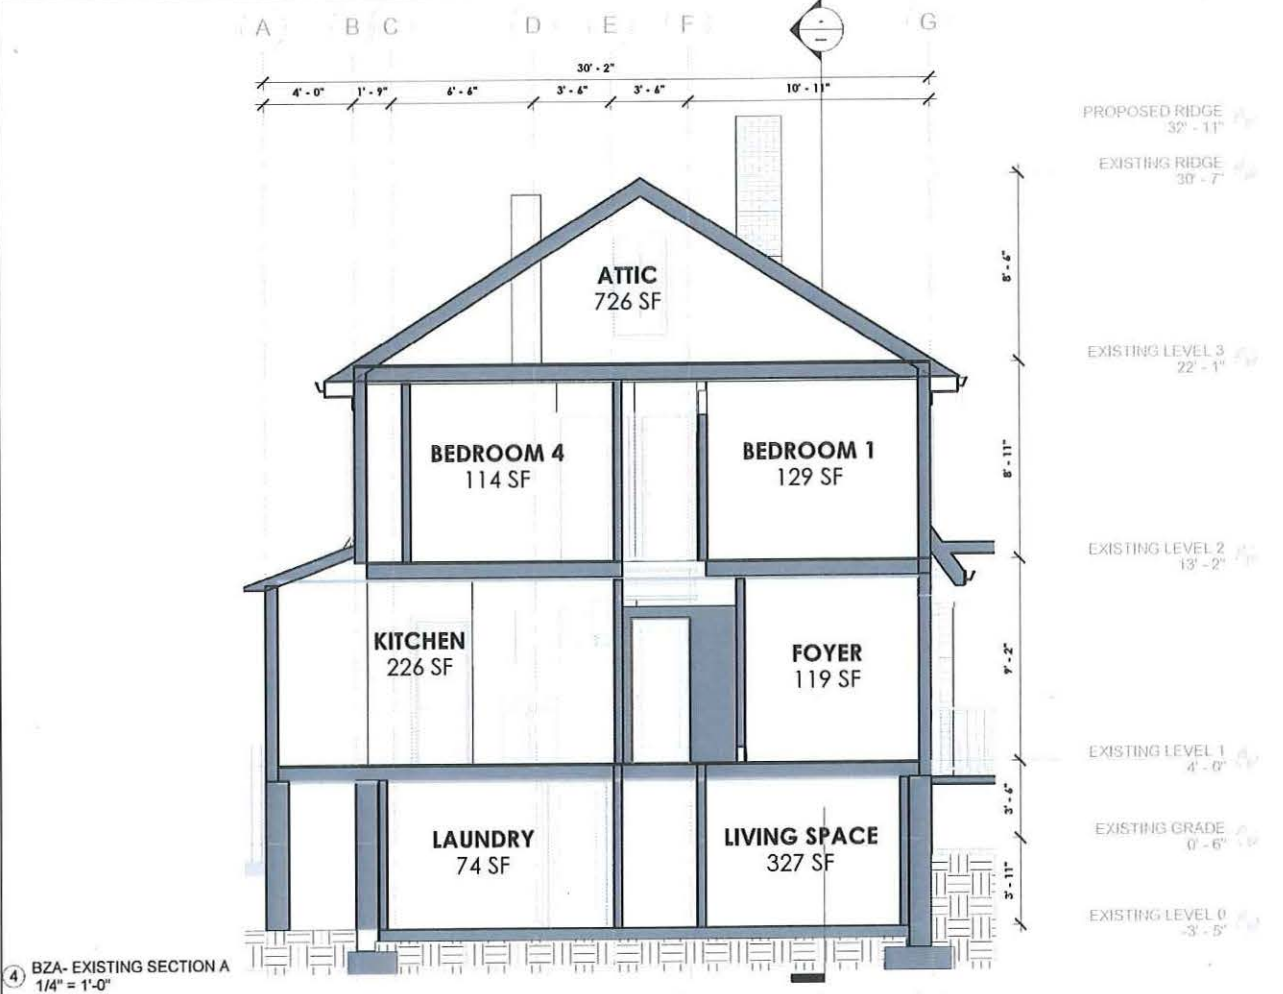 A B C D E F G
30' - 2"
4' - 0" 1' - 9" 6' - 6" 3' - 6" 3' - 6" 10' - 11"
PROPOSED RIDGE
32' - 11"
EXISTING RIDGE
30' - 7"
8' - 6"
ATTIC
726 SF
EXISTING LEVEL 3
22' - 1"
8' - 11"
BEDROOM 4
114 SF
BEDROOM 1
129 SF
EXISTING LEVEL 2
13' - 2"
9' - 2"
KITCHEN
226 SF
FOYER
119 SF
EXISTING LEVEL 1
4' - 0"
3' - 6"
EXISTING GRADE
0' - 6"
LAUNDRY
74 SF
LIVING SPACE
327 SF
3' - 11"
EXISTING LEVEL 0
-3' - 5"
4 BZA- EXISTING SECTION A
1/4" = 1'-0"